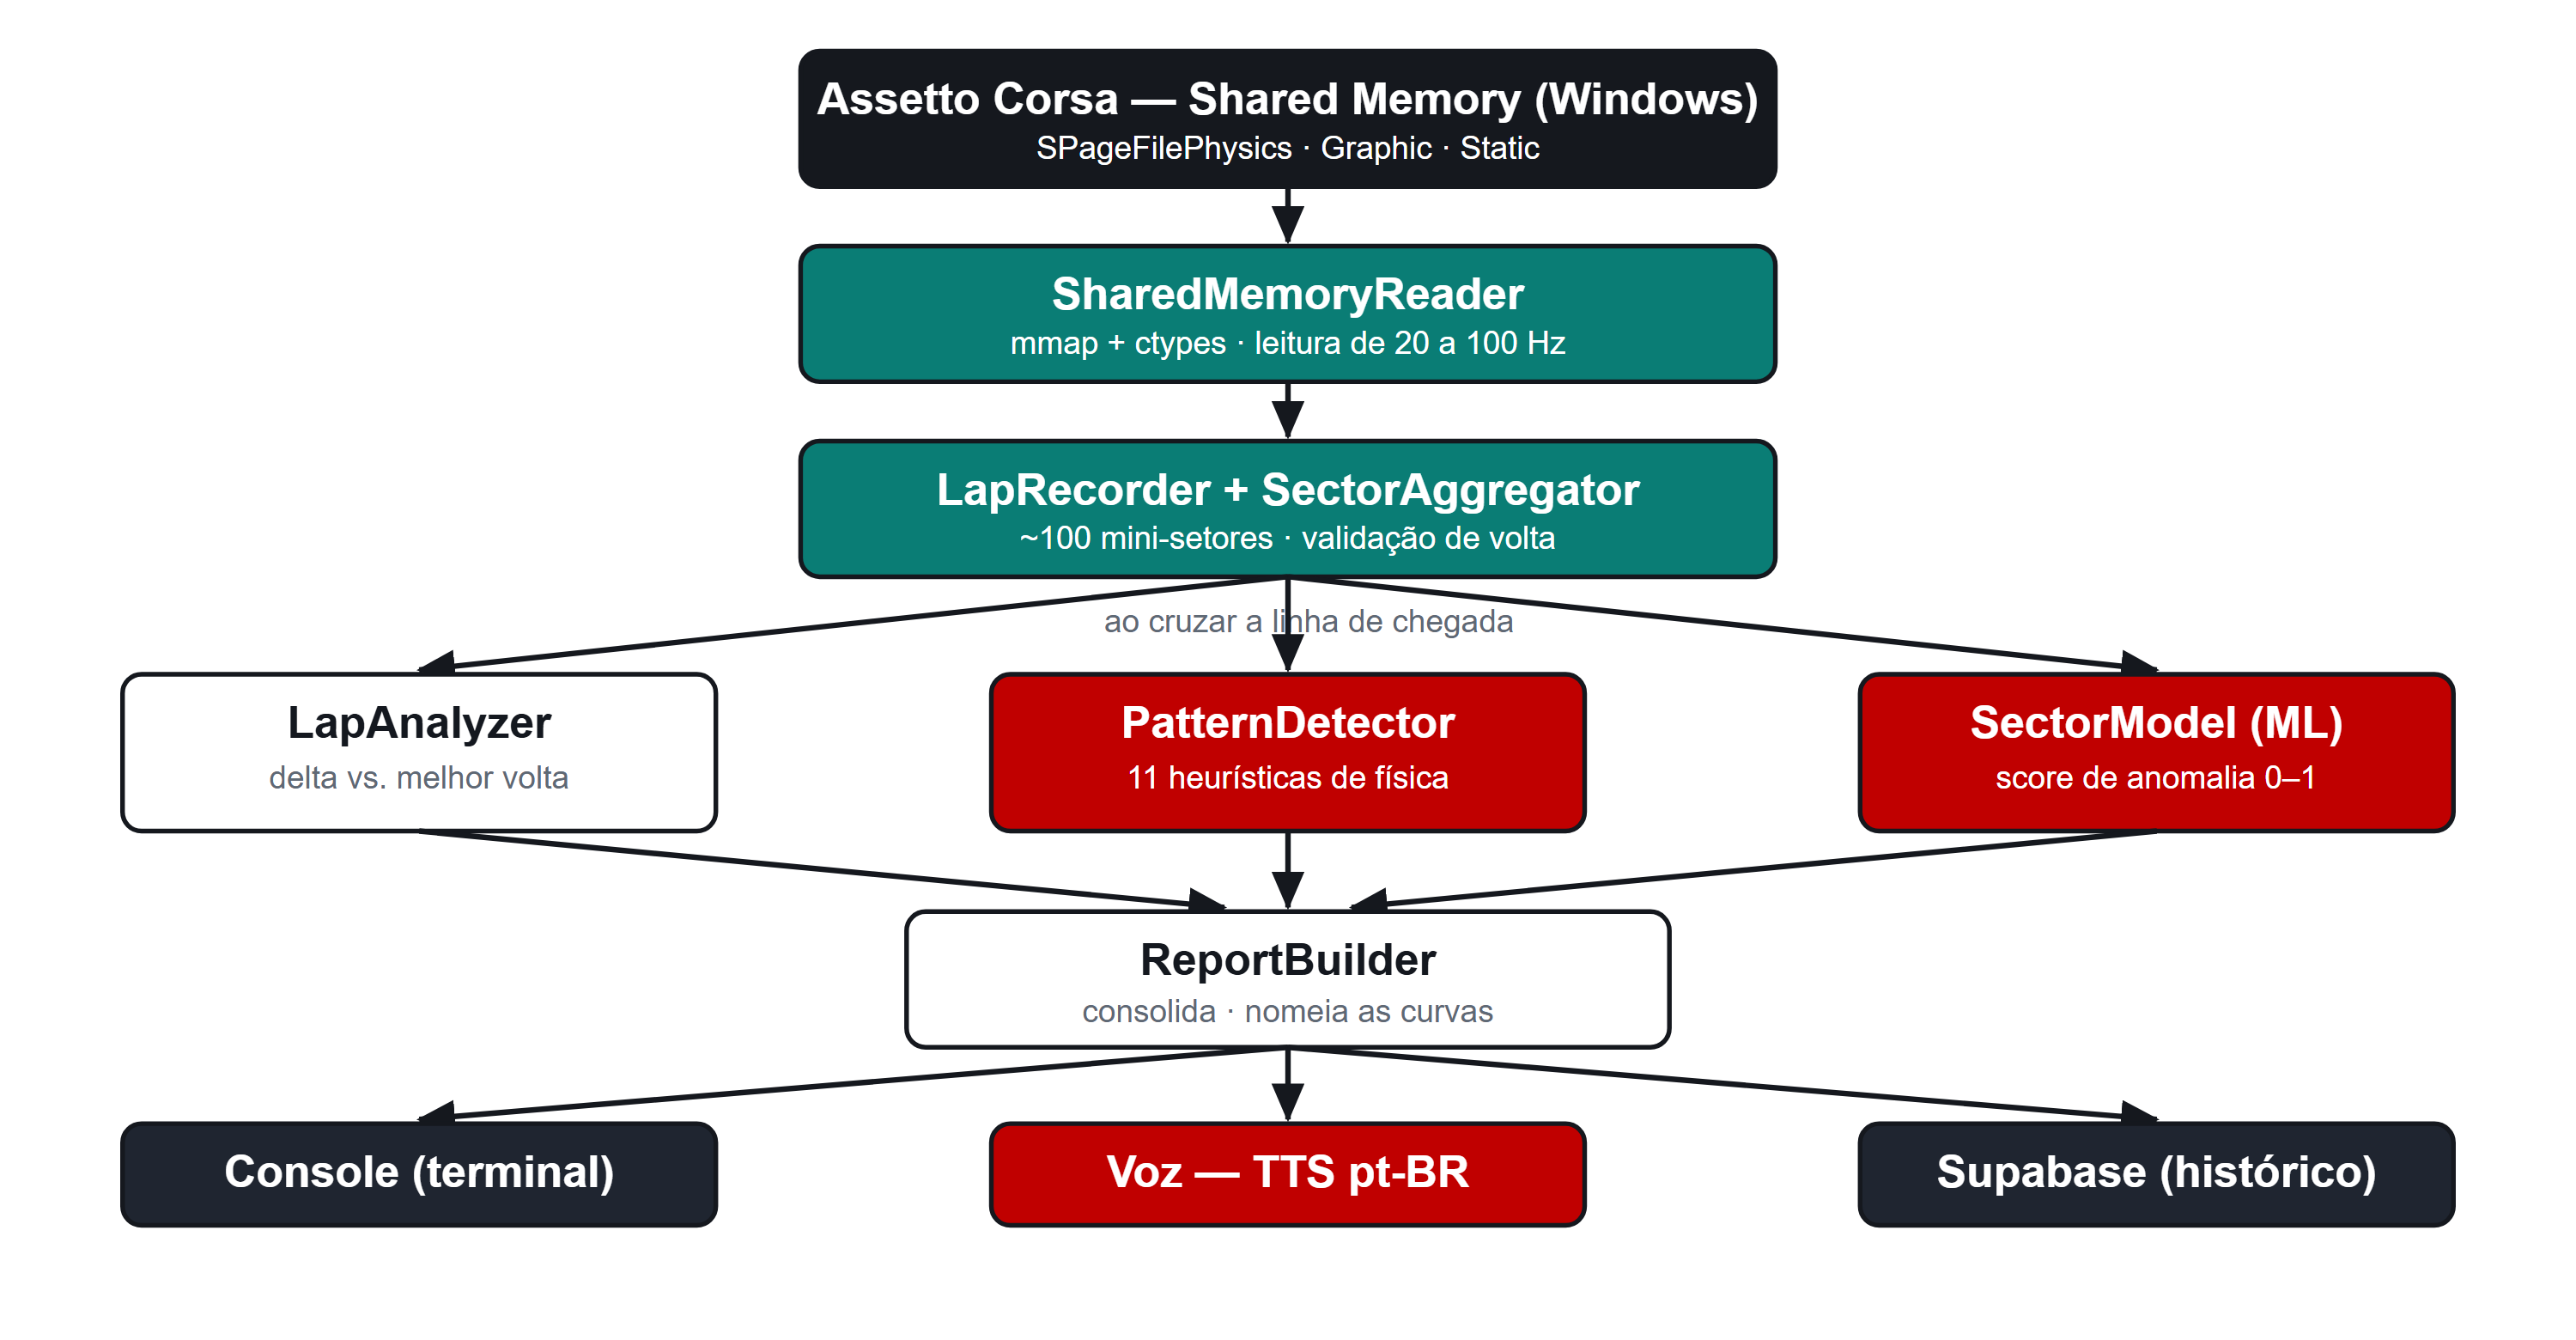 Assetto Corsa — Shared Memory (Windows)
SPageFilePhysics · Graphic · Static
SharedMemoryReader
mmap + ctypes · leitura de 20 a 100 Hz
LapRecorder + SectorAggregator
~100 mini-setores · validação de volta
ao cruzar a linha de chegada
LapAnalyzer
delta vs. melhor volta
PatternDetector
11 heurísticas de física
SectorModel (ML)
score de anomalia 0–1
ReportBuilder
consolida · nomeia as curvas
Console (terminal)
Voz — TTS pt-BR
Supabase (histórico)